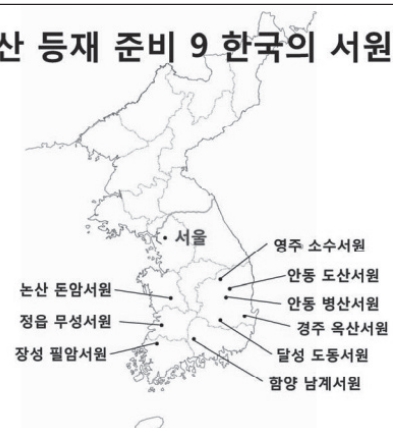 산 등재 준비 9 한국의 서원
서울
영주 소수서원
안동 도산서원
안동 병산서원
경주 옥산서원
달성 도동서원
함양 남계서원
논산 돈암서원
정읍 무성서원
장성 필암서원